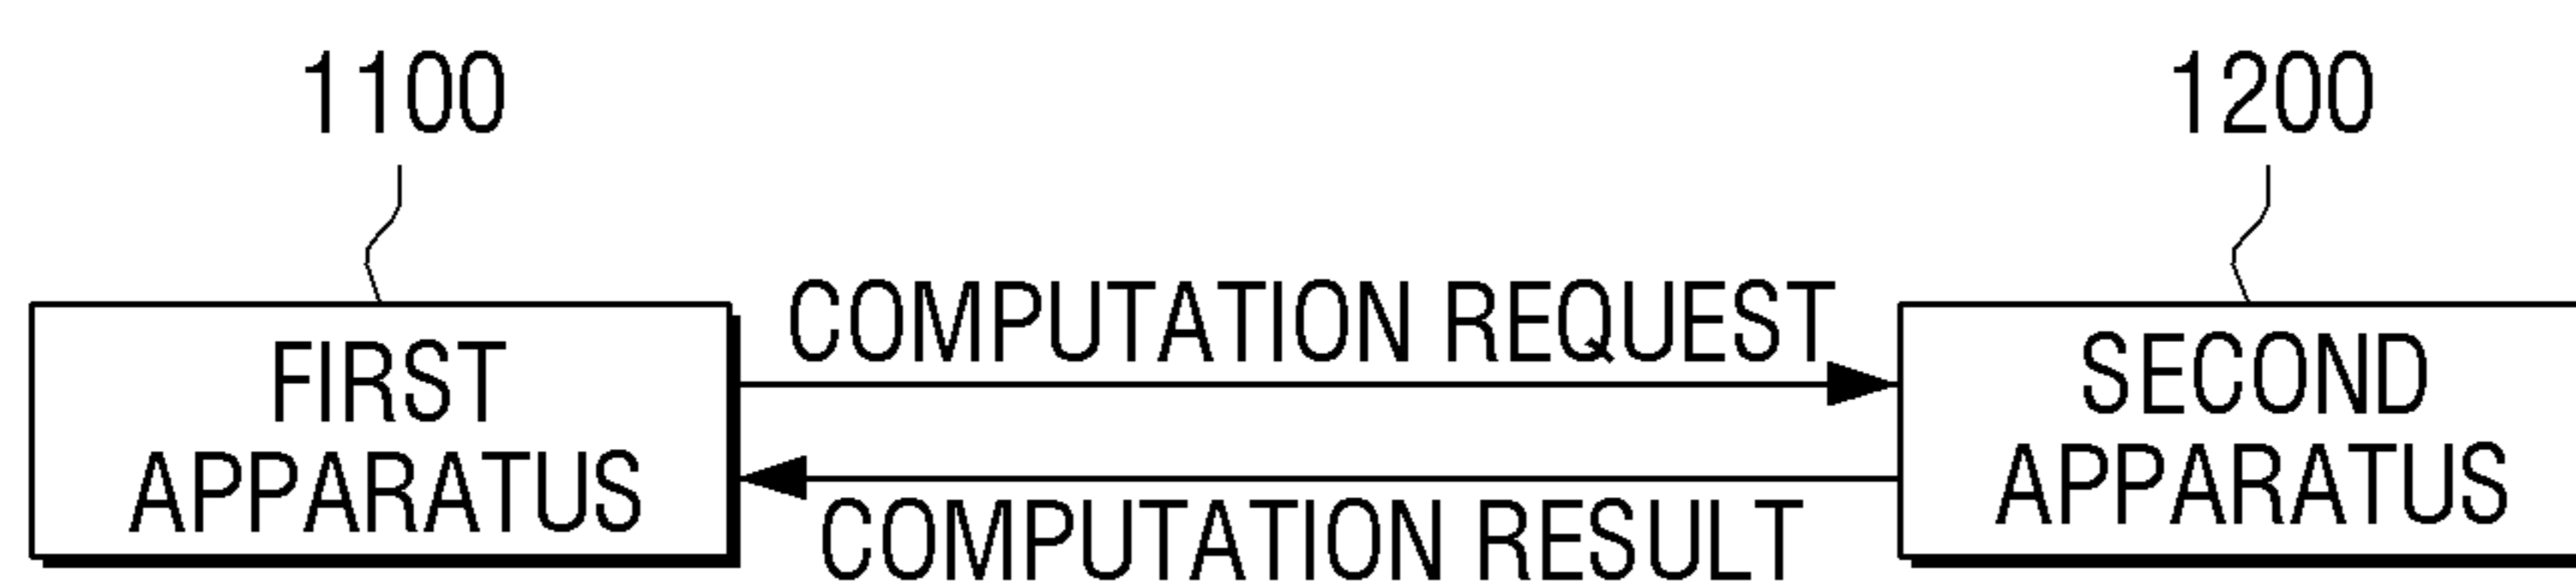 1100
1200
FIRST
APPARATUS
COMPUTATION REQUEST
COMPUTATION RESULT
SECOND
APPARATUS